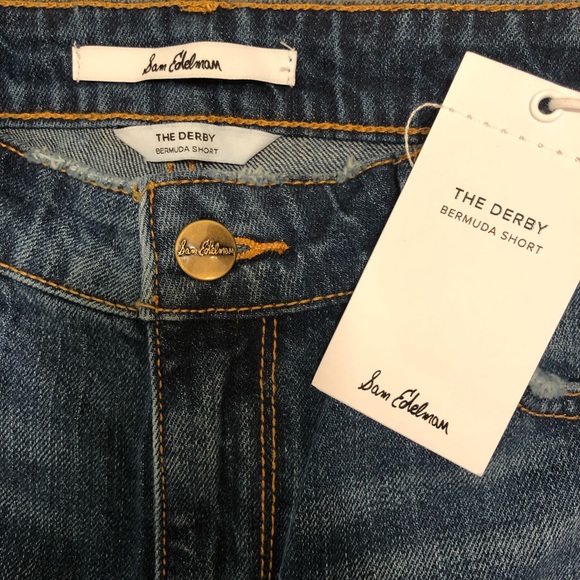 Sam Edelman
THE DERBY
BERMUDA SHORT
Sam Edelman
THE DERBY
BERMUDA SHORT
Sam Edelman